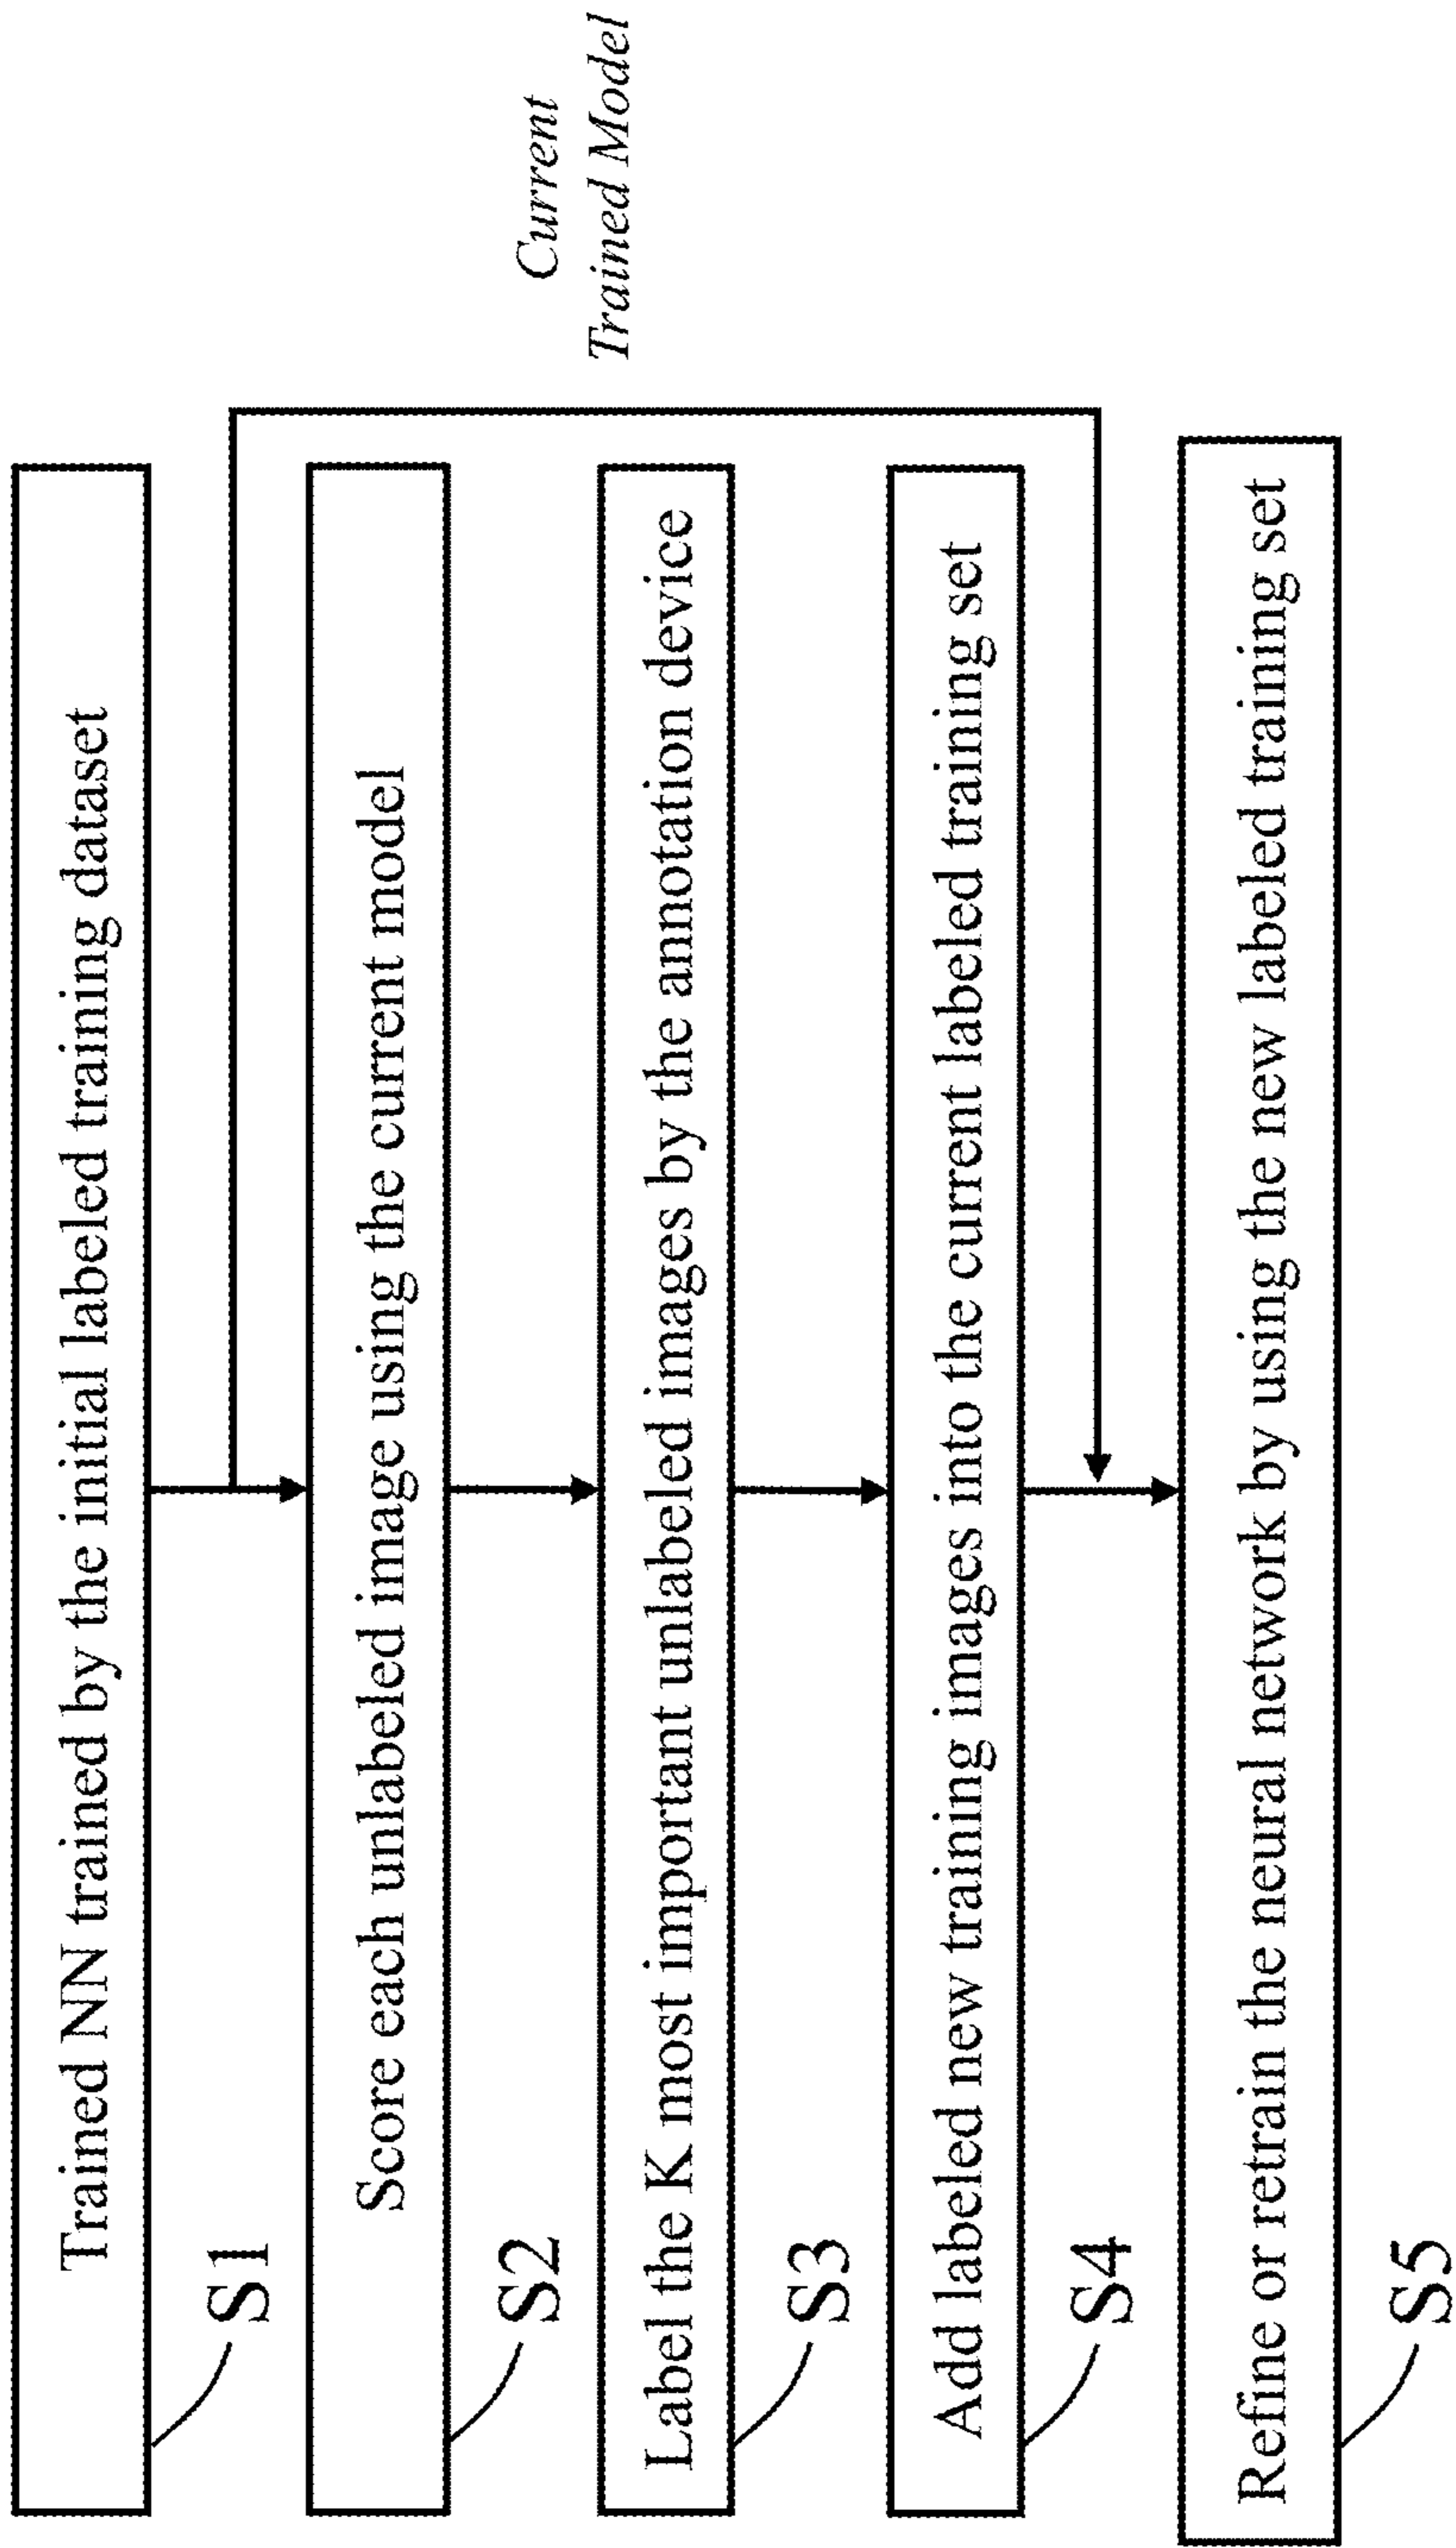 Trained NN trained by the initial labeled training dataset
S1
Score each unlabeled image using the current model
S2
Current
Trained Model
Label the K most important unlabeled images by the annotation device
S3
Add labeled new training images into the current labeled training set
S4
Refine or retrain the neural network by using the new labeled training set
S5